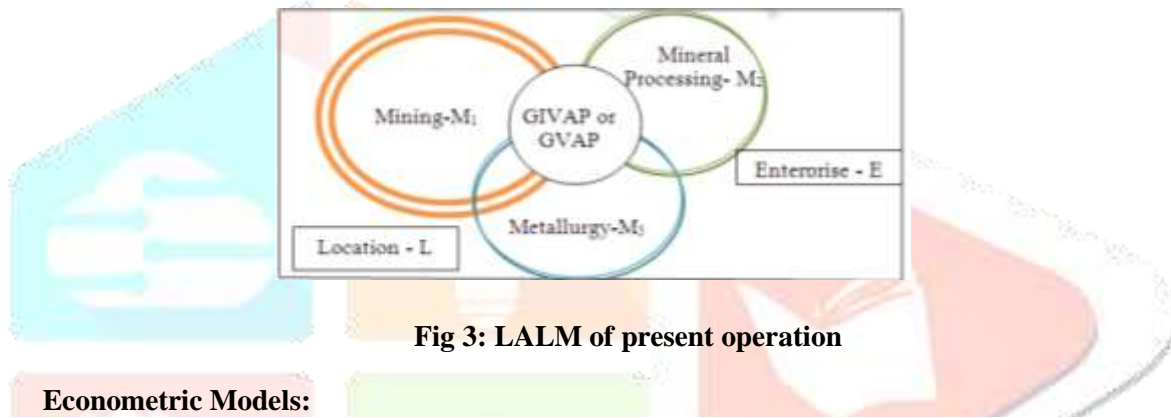 Mineral
Processing- M₂
Mining-M₁
GIVAP or
GVAP
Enterorise - E
Metallurgy-M₃
Location - L
Fig 3: LALM of present operation
Econometric Models: